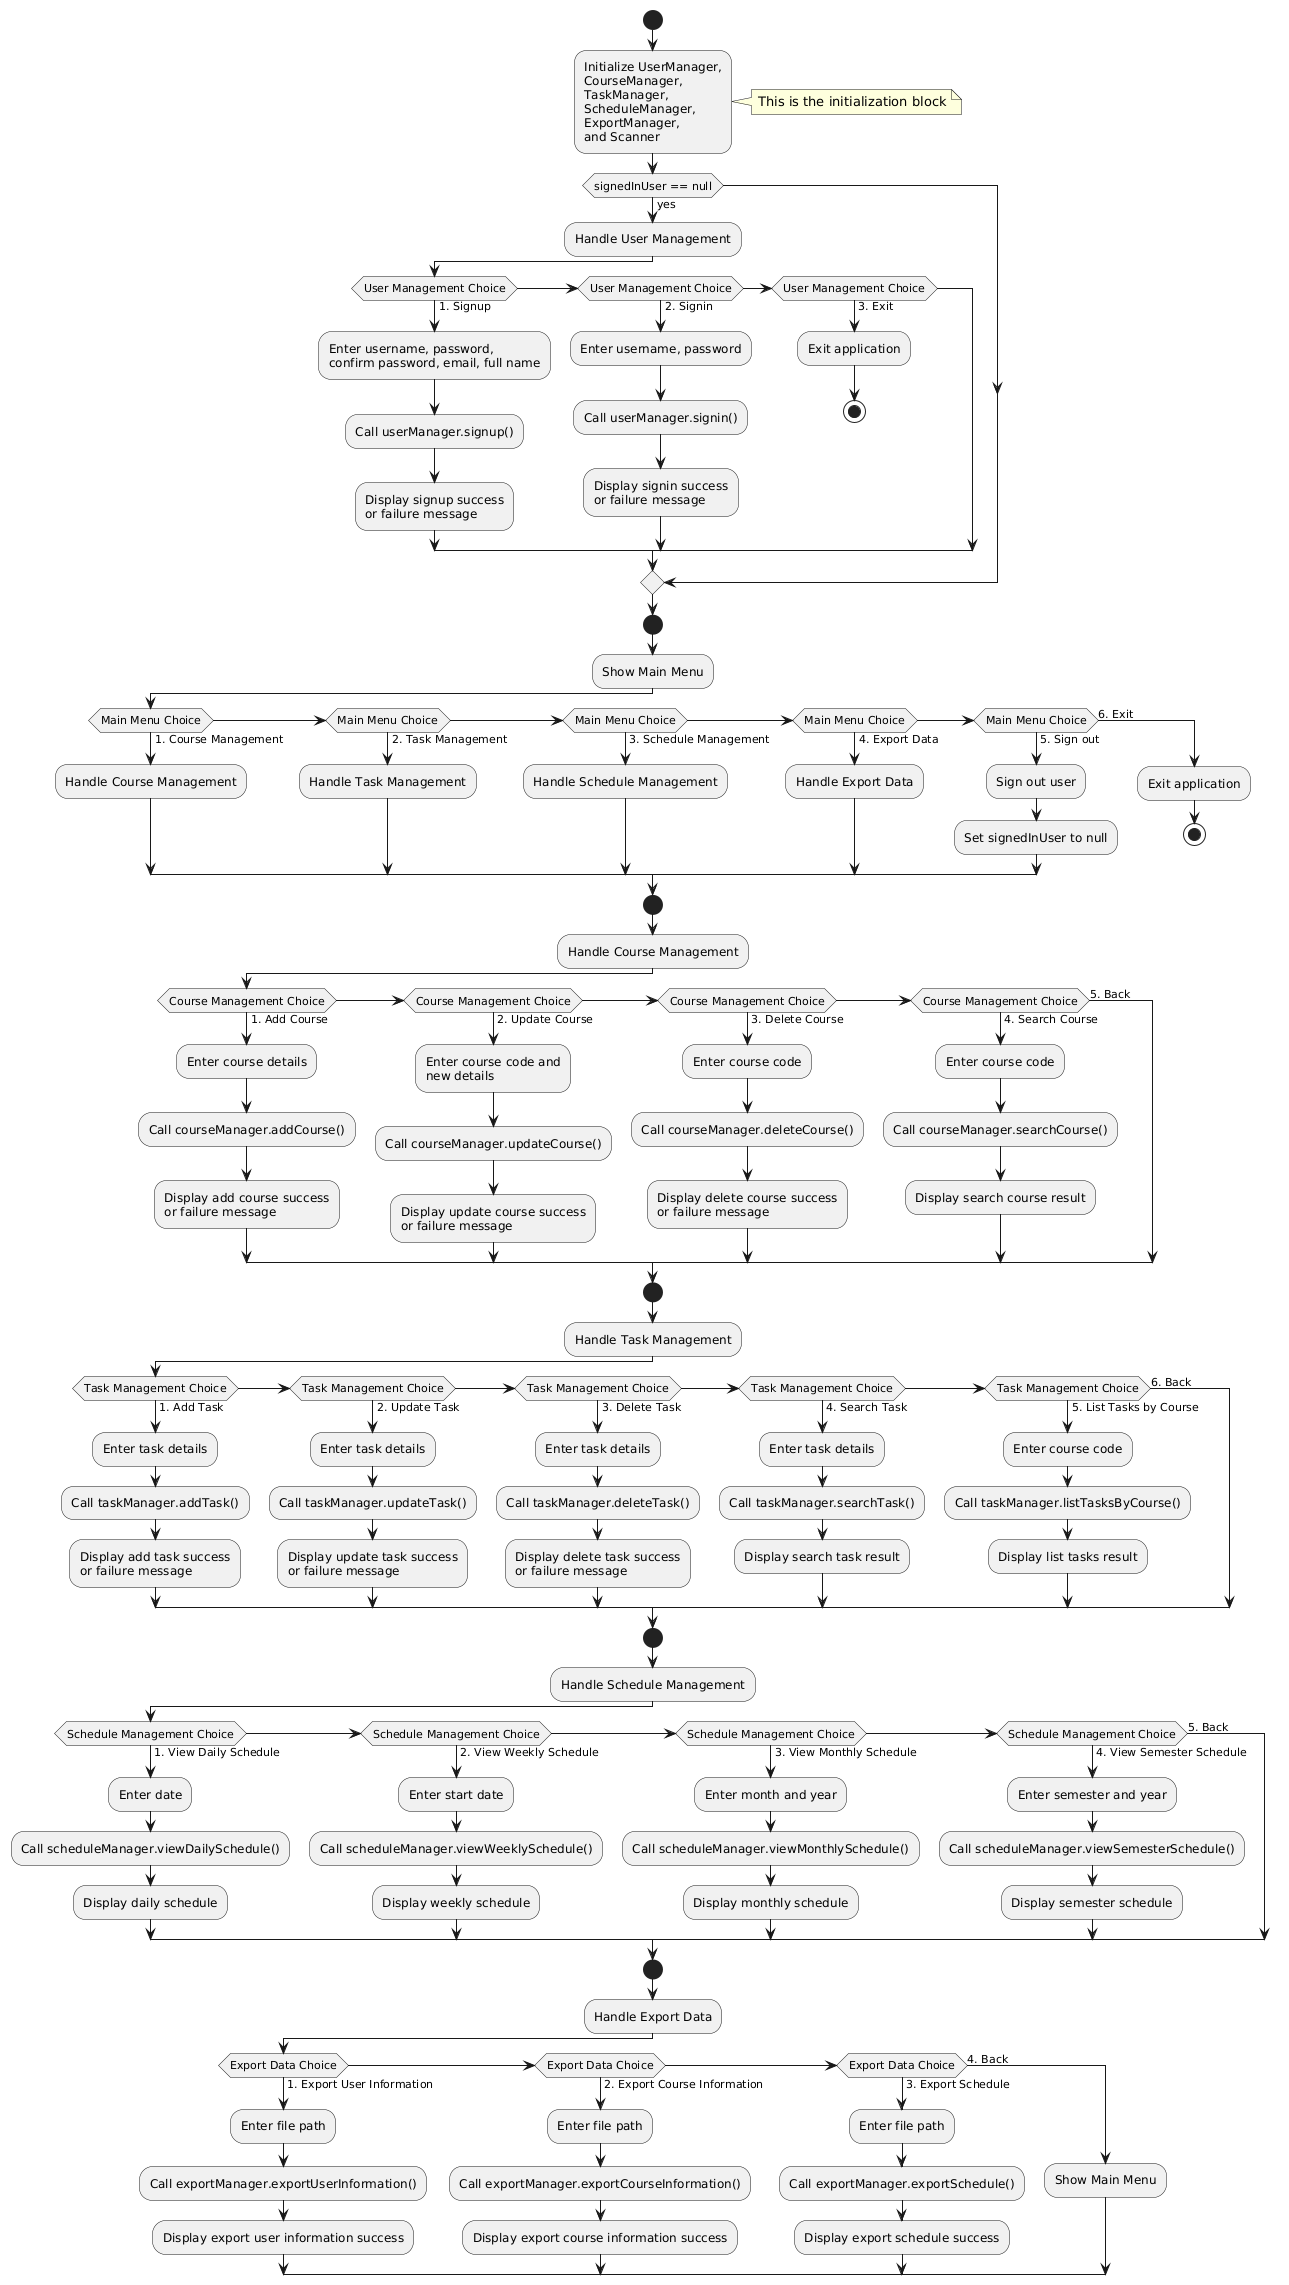 Initialize UserManager,
CourseManager,
TaskManager,
ScheduleManager,
ExportManager,
and Scanner
This is the initialization block
signedInUser == null
yes
Handle User Management
User Management Choice
User Management Choice
User Management Choice
1. Signup
2. Signin
3. Exit
Enter username, password,
confirm password, email, full name
Enter username, password
Exit application
Call userManager.signup()
Call userManager.signin()
Display signup success
or failure message
Display signin success
or failure message
Show Main Menu
Main Menu Choice
Main Menu Choice
Main Menu Choice
Main Menu Choice
Main Menu Choice
6. Exit
1. Course Management
2. Task Management
3. Schedule Management
4. Export Data
5. Sign out
Handle Course Management
Handle Task Management
Handle Schedule Management
Handle Export Data
Sign out user
Exit application
Set signedInUser to null
Handle Course Management
Course Management Choice
Course Management Choice
Course Management Choice
Course Management Choice
5. Back
1. Add Course
2. Update Course
3. Delete Course
4. Search Course
Enter course details
Enter course code and
new details
Enter course code
Enter course code
Call courseManager.addCourse()
Call courseManager.updateCourse()
Call courseManager.deleteCourse()
Call courseManager.searchCourse()
Display add course success
or failure message
Display update course success
or failure message
Display delete course success
or failure message
Display search course result
Handle Task Management
Task Management Choice
Task Management Choice
Task Management Choice
Task Management Choice
Task Management Choice
6. Back
1. Add Task
2. Update Task
3. Delete Task
4. Search Task
5. List Tasks by Course
Enter task details
Enter task details
Enter task details
Enter task details
Enter course code
Call taskManager.addTask()
Call taskManager.updateTask()
Call taskManager.deleteTask()
Call taskManager.searchTask()
Call taskManager.listTasksByCourse()
Display add task success
or failure message
Display update task success
or failure message
Display delete task success
or failure message
Display search task result
Display list tasks result
Handle Schedule Management
Schedule Management Choice
Schedule Management Choice
Schedule Management Choice
Schedule Management Choice
5. Back
1. View Daily Schedule
2. View Weekly Schedule
3. View Monthly Schedule
4. View Semester Schedule
Enter date
Enter start date
Enter month and year
Enter semester and year
Call scheduleManager.viewDailySchedule()
Call scheduleManager.viewWeeklySchedule()
Call scheduleManager.viewMonthlySchedule()
Call scheduleManager.viewSemesterSchedule()
Display daily schedule
Display weekly schedule
Display monthly schedule
Display semester schedule
Handle Export Data
Export Data Choice
Export Data Choice
Export Data Choice
4. Back
1. Export User Information
2. Export Course Information
3. Export Schedule
Enter file path
Enter file path
Enter file path
Call exportManager.exportUserInformation()
Call exportManager.exportCourseInformation()
Call exportManager.exportSchedule()
Show Main Menu
Display export user information success
Display export course information success
Display export schedule success